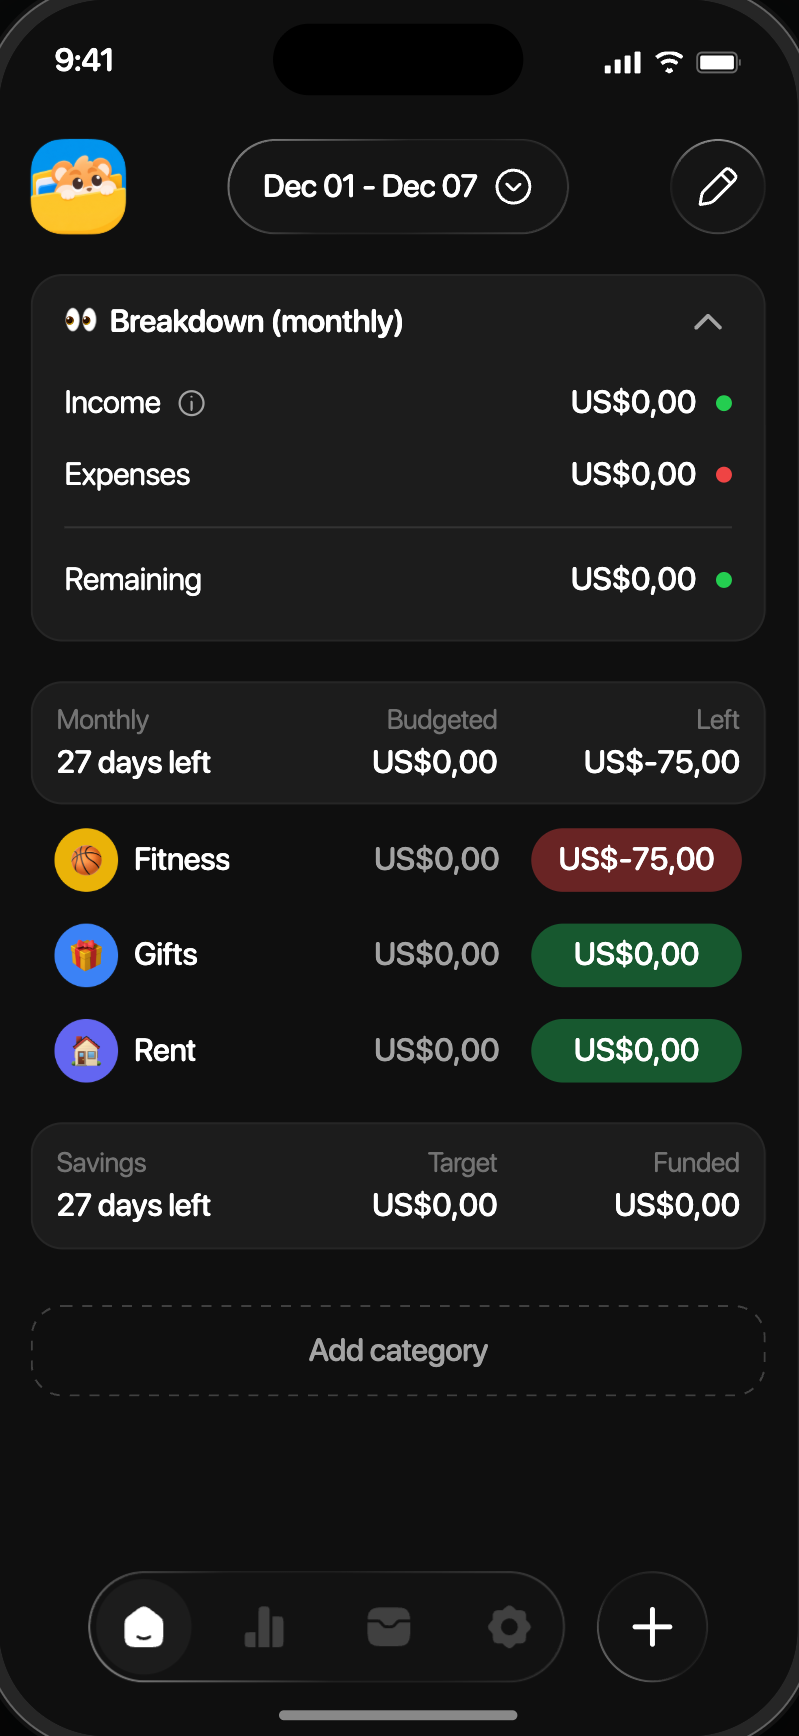 9:41
Dec 01 - Dec 07
👀 Breakdown (monthly)
Income US$0,00
Expenses US$0,00
Remaining US$0,00
Monthly Budgeted Left
27 days left US$0,00 US$-75,00
Fitness US$0,00 US$-75,00
Gifts US$0,00 US$0,00
Rent US$0,00 US$0,00
Savings Target Funded
27 days left US$0,00 US$0,00
Add category